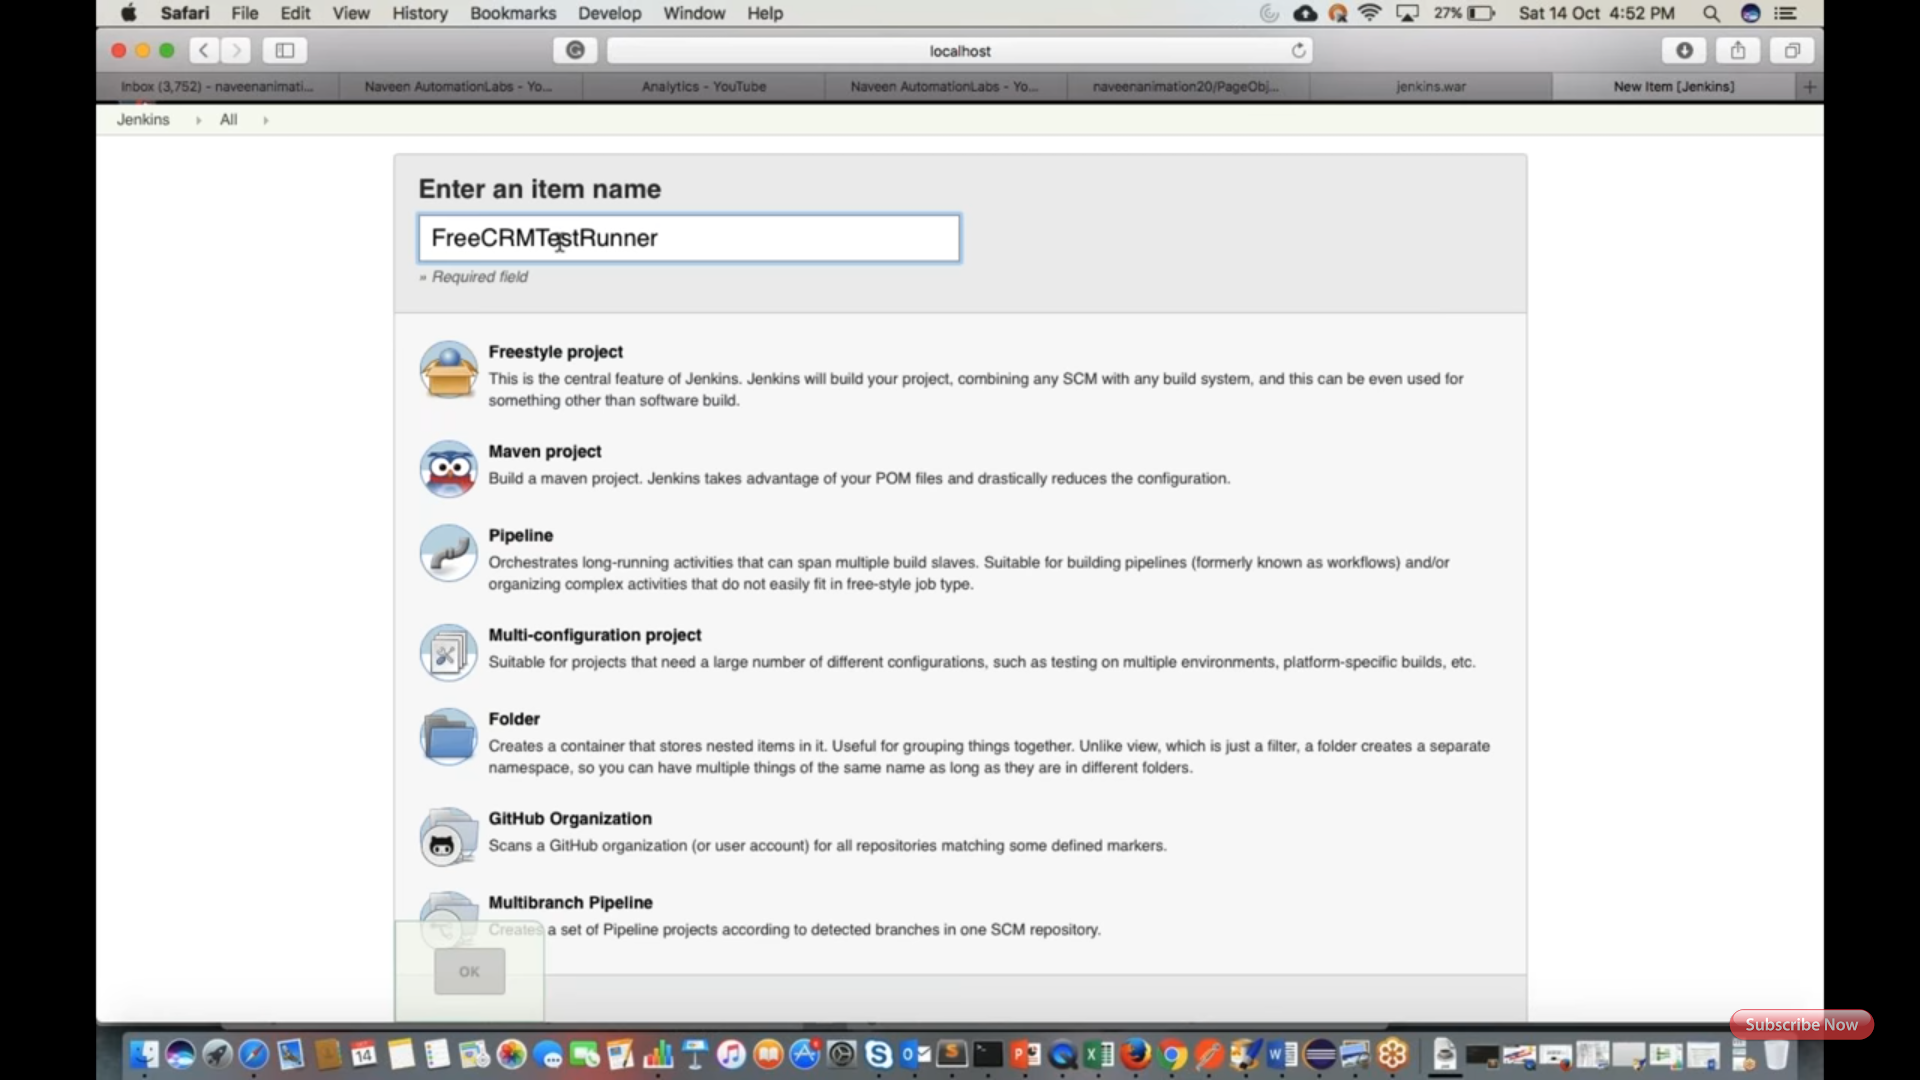 Safari File Edit View History Bookmarks Develop Window Help 27% Sat 14 Oct 4:52 PM
localhost
Inbox (3,752) - naveenanimati... Naveen AutomationLabs - Yo... Analytics - YouTube Naveen AutomationLabs - Yo... naveenanimation20/PageObj... jenkins.war New Item [Jenkins]
Jenkins All
Enter an item name
FreeCRMTestRunner
» Required field
Freestyle project
This is the central feature of Jenkins. Jenkins will build your project, combining any SCM with any build system, and this can be even used for
something other than software build.
Maven project
Build a maven project. Jenkins takes advantage of your POM files and drastically reduces the configuration.
Pipeline
Orchestrates long-running activities that can span multiple build slaves. Suitable for building pipelines (formerly known as workflows) and/or
organizing complex activities that do not easily fit in free-style job type.
Multi-configuration project
Suitable for projects that need a large number of different configurations, such as testing on multiple environments, platform-specific builds, etc.
Folder
Creates a container that stores nested items in it. Useful for grouping things together. Unlike view, which is just a filter, a folder creates a separate
namespace, so you can have multiple things of the same name as long as they are in different folders.
GitHub Organization
Scans a GitHub organization (or user account) for all repositories matching some defined markers.
Multibranch Pipeline
Creates a set of Pipeline projects according to detected branches in one SCM repository.
OK
Subscribe Now
14